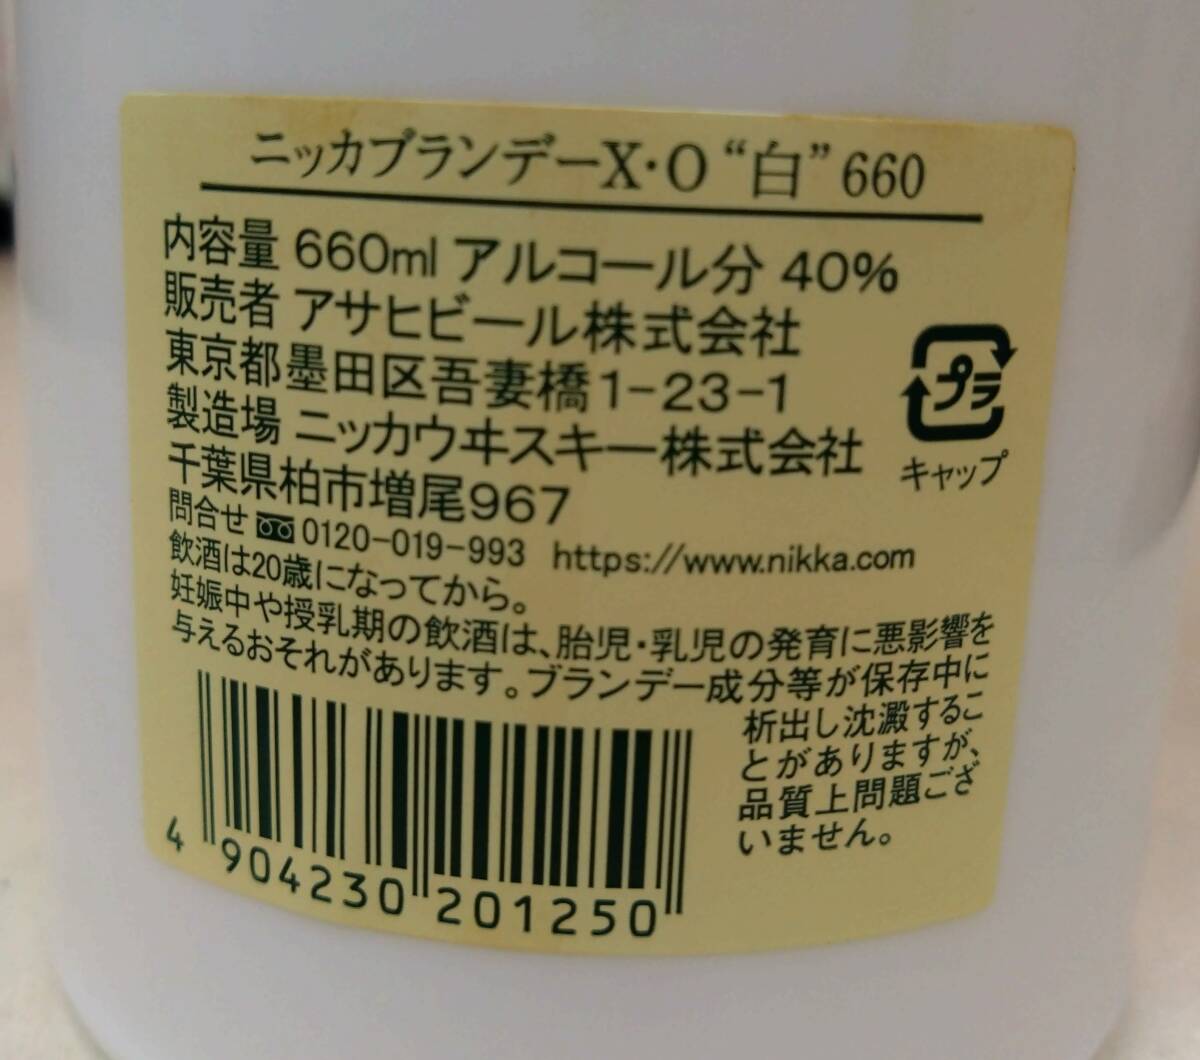 ニッカブランデーX・O “白” 660
内容量 660ml アルコール分 40%
販売者 アサヒビール株式会社
東京都墨田区吾妻橋1-23-1
製造場 ニッカウヰスキー株式会社
千葉県柏市増尾967
プラ
キャップ
問合せ 0120-019-993 https://www.nikka.com
飲酒は20歳になってから。
妊娠中や授乳期の飲酒は、胎児・乳児の発育に悪影響を
与えるおそれがあります。ブランデー成分等が保存中に
析出し沈澱するこ
とがありますが、
品質上問題ござ
いません。
4 904230 201250